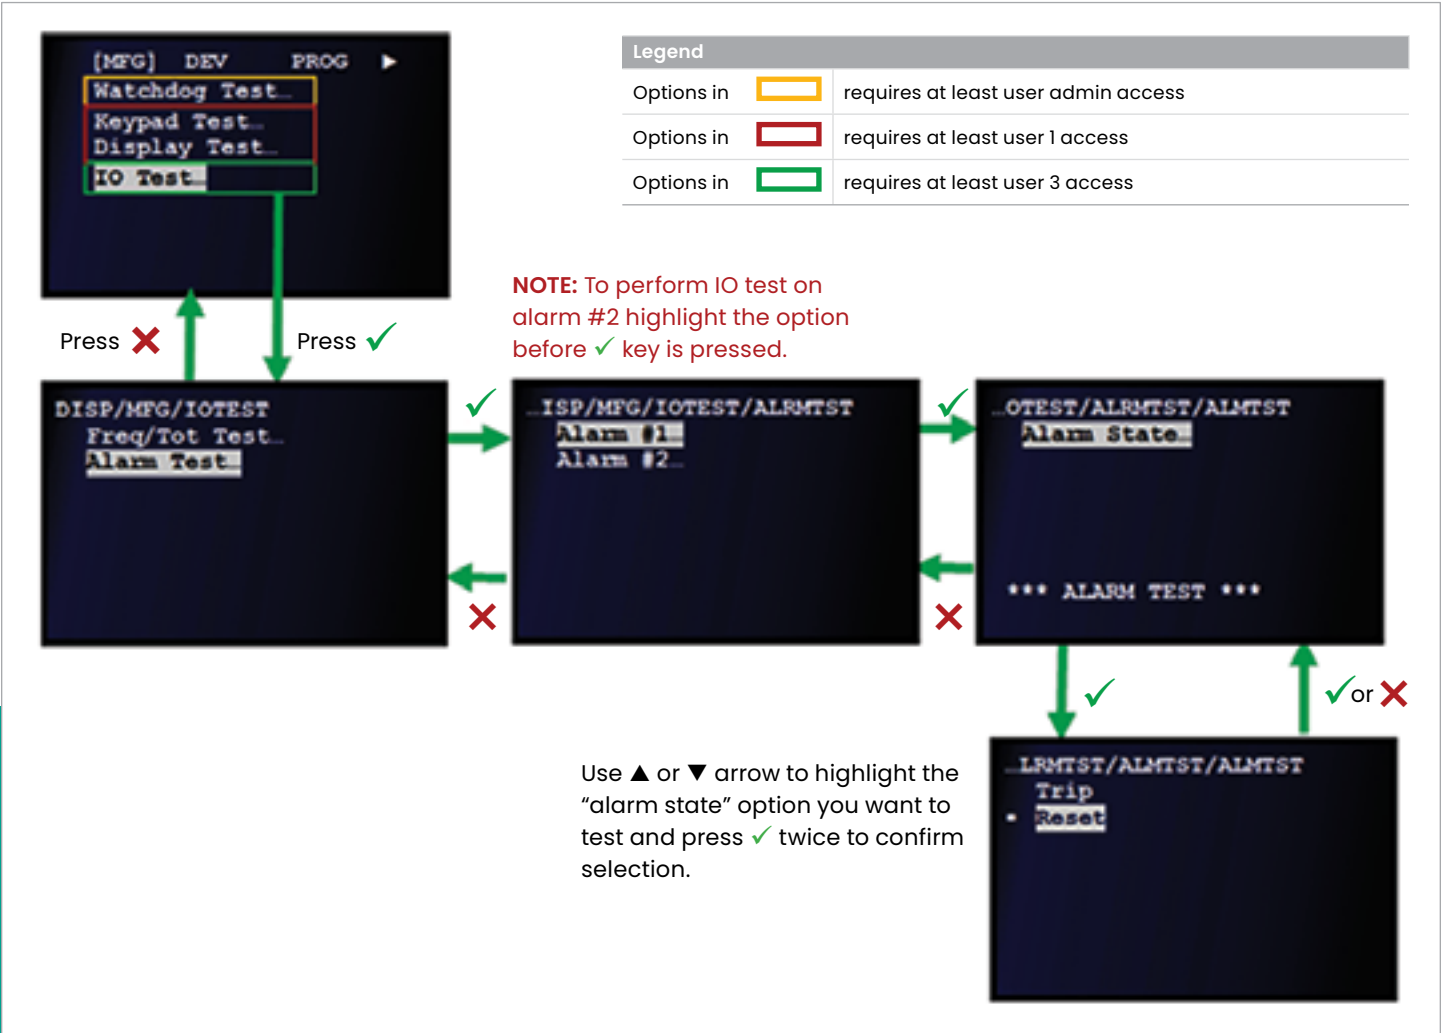 [MFG] DEV PROG ▶
Watchdog Test…
Keypad Test…
Display Test…
IO Test…
Legend
Options in requires at least user admin access
Options in requires at least user 1 access
Options in requires at least user 3 access
NOTE: To perform IO test on
alarm #2 highlight the option
before ✓ key is pressed.
Press ✗
Press ✓
DISP/MFG/IOTEST
Freq/Tot Test…
Alarm Test…
✓
✗
…ISP/MFG/IOTEST/ALRMTST
Alarm #1…
Alarm #2…
✓
✗
…OTEST/ALRMTST/ALMTST
Alarm State…
*** ALARM TEST ***
✓
✓ or ✗
Use ▲ or ▼ arrow to highlight the
“alarm state” option you want to
test and press ✓ twice to confirm
selection.
…LRMTST/ALMTST/ALMTST
Trip
Reset